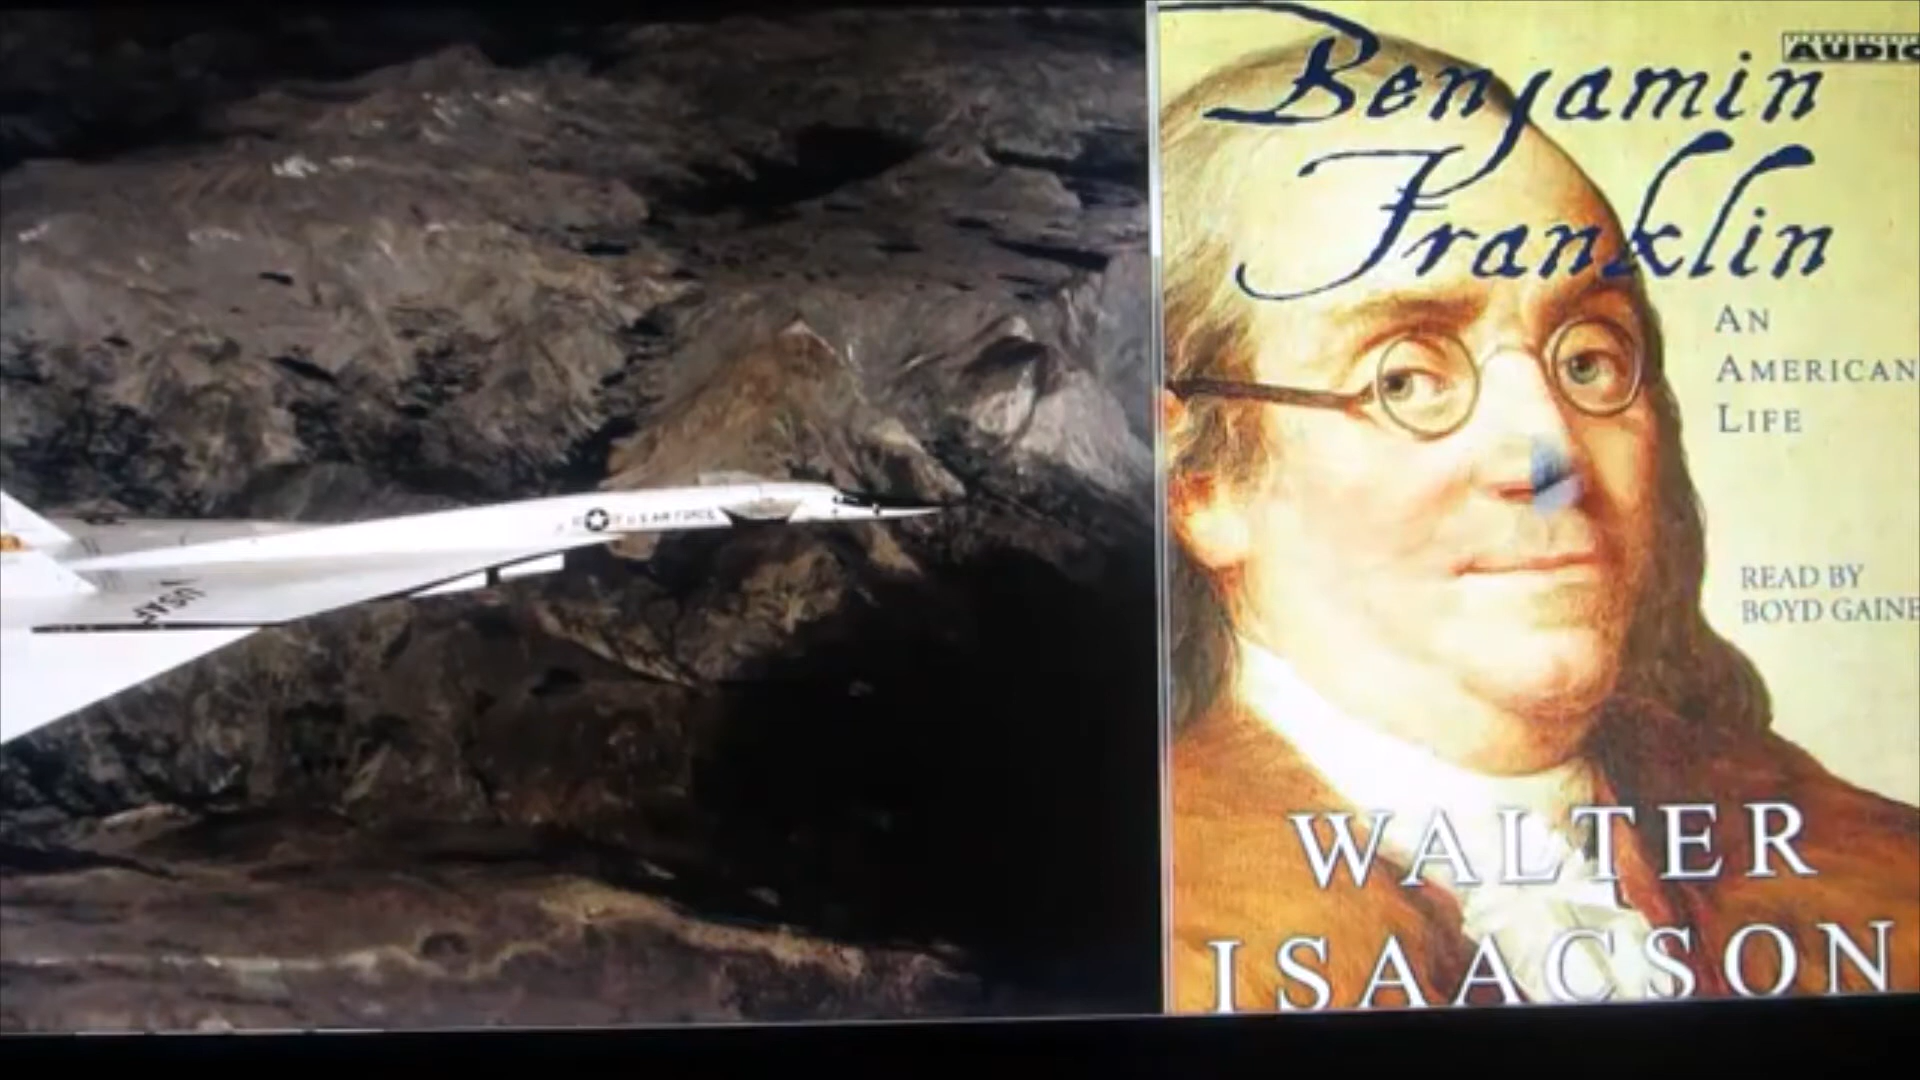 U.S. AIR FORCE
USAF
AUDIO
Benjamin
Franklin
AN
AMERICAN
LIFE
READ BY
BOYD GAINE
WALTER
ISAACSON